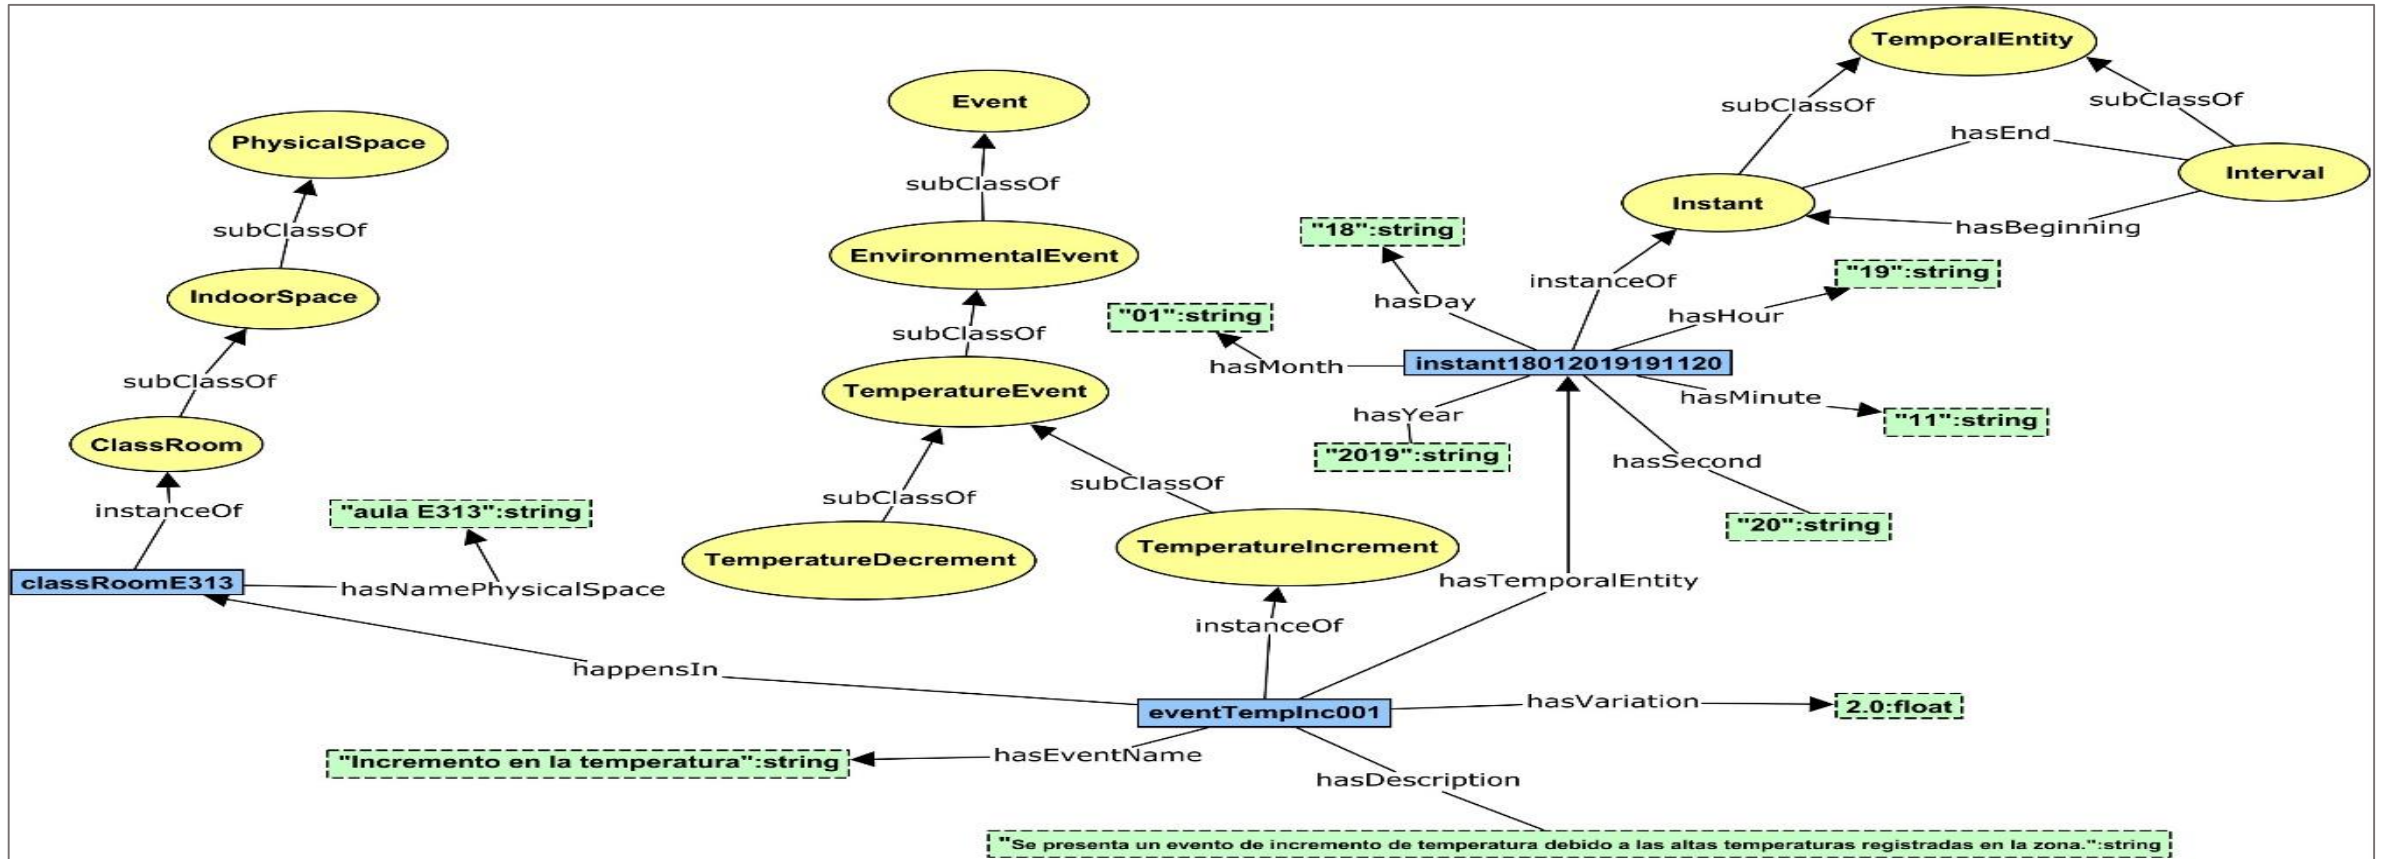 TemporalEntity
Event
subClassOf
subClassOf
hasEnd
PhysicalSpace
Interval
subClassOf
Instant
subClassOf
"18":string
hasBeginning
EnvironmentalEvent
instanceOf
"19":string
IndoorSpace
hasDay
"01":string
hasHour
subClassOf
instant18012019191120
hasMonth
subClassOf
TemperatureEvent
hasMinute
hasYear
"11":string
ClassRoom
"2019":string
hasSecond
subClassOf
subClassOf
instanceOf
"aula E313":string
"20":string
TemperatureDecrement
TemperatureIncrement
classRoomE313
hasNamePhysicalSpace
hasTemporalEntity
instanceOf
happensIn
hasVariation
2.0:float
eventTempInc001
"Incremento en la temperatura":string
hasEventName
hasDescription
"Se presenta un evento de incremento de temperatura debido a las altas temperaturas registradas en la zona.":string